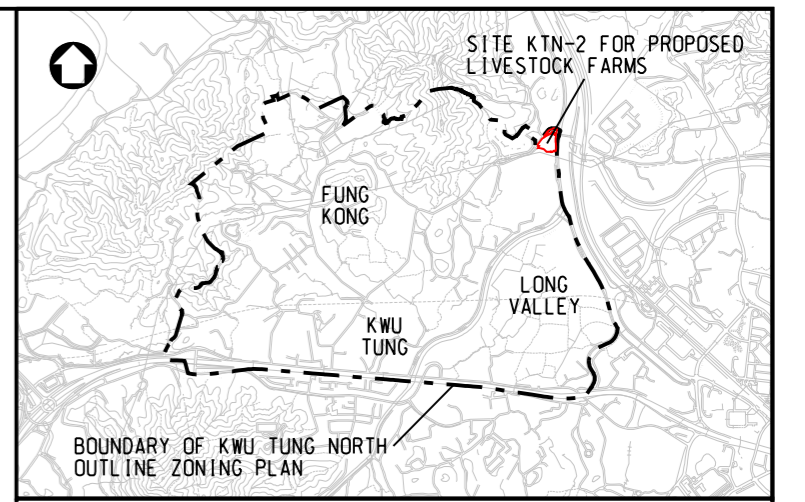 SITE KTN-2 FOR PROPOSED
LIVESTOCK FARMS
FUNG
KONG
LONG
VALLEY
KWU
TUNG
BOUNDARY OF KWU TUNG NORTH
OUTLINE ZONING PLAN